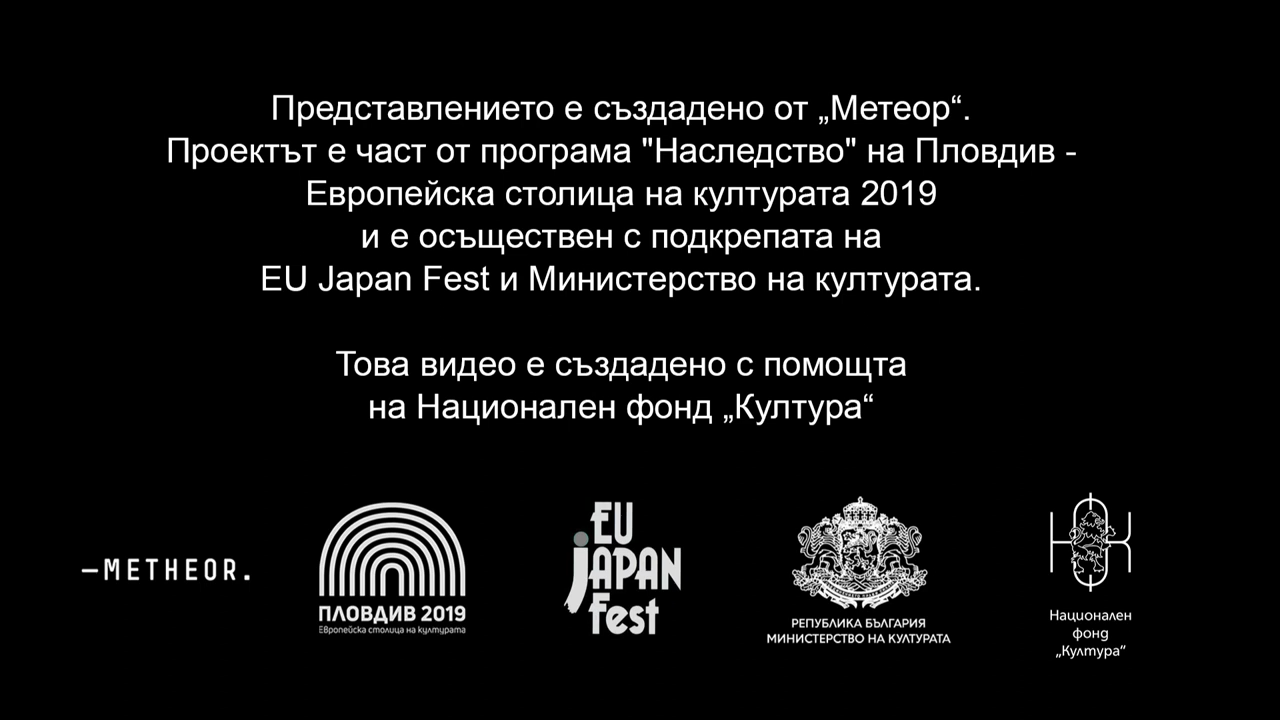 Представлението е създадено от „Метеор“.
Проектът е част от програма "Наследство" на Пловдив -
Европейска столица на културата 2019
и е осъществен с подкрепата на
EU Japan Fest и Министерство на културата.
Това видео е създадено с помощта
на Национален фонд „Култура“
–METHEOR.
ПЛОВДИВ 2019
Европейска столица на културата
EU
JAPAN
Fest
РЕПУБЛИКА БЪЛГАРИЯ
МИНИСТЕРСТВО НА КУЛТУРАТА
НФК
Национален
фонд
„Култура“